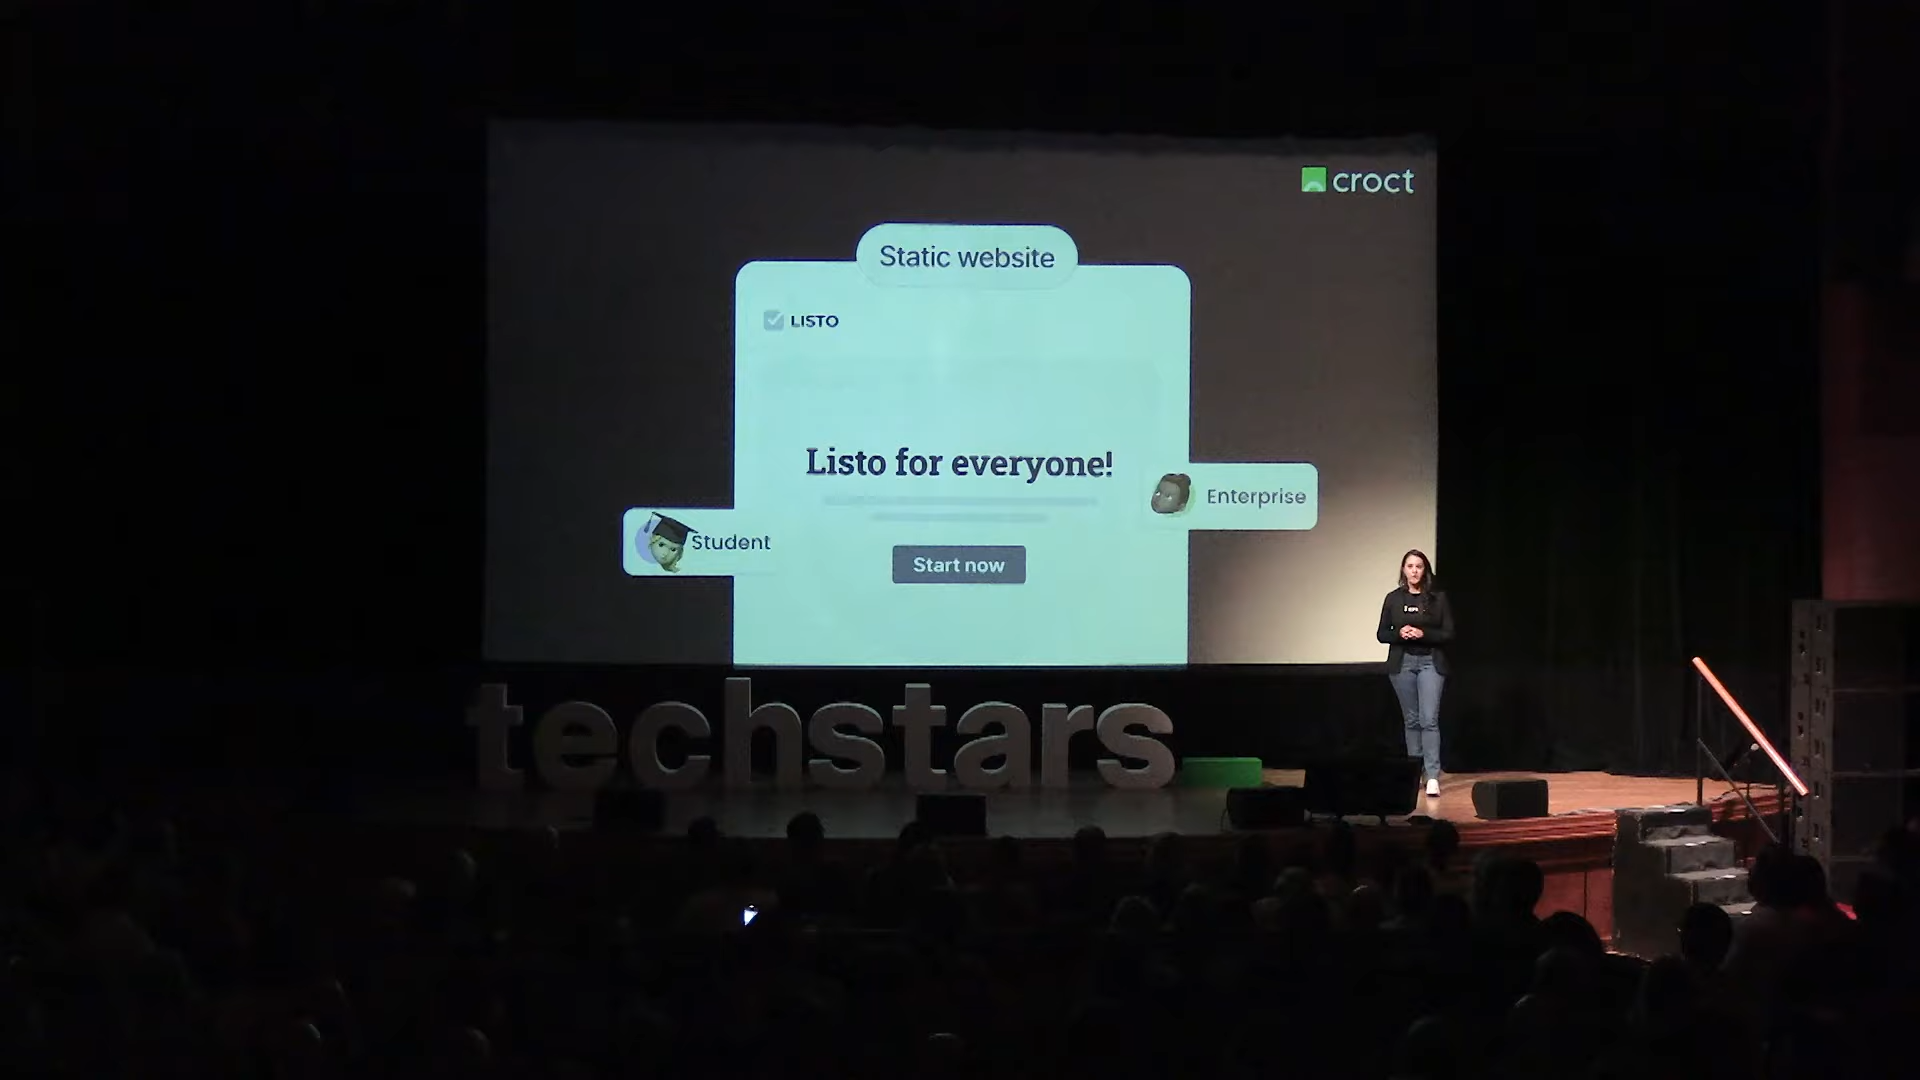 croct
Static website
LISTO
Listo for everyone!
Enterprise
Student
Start now
techstars